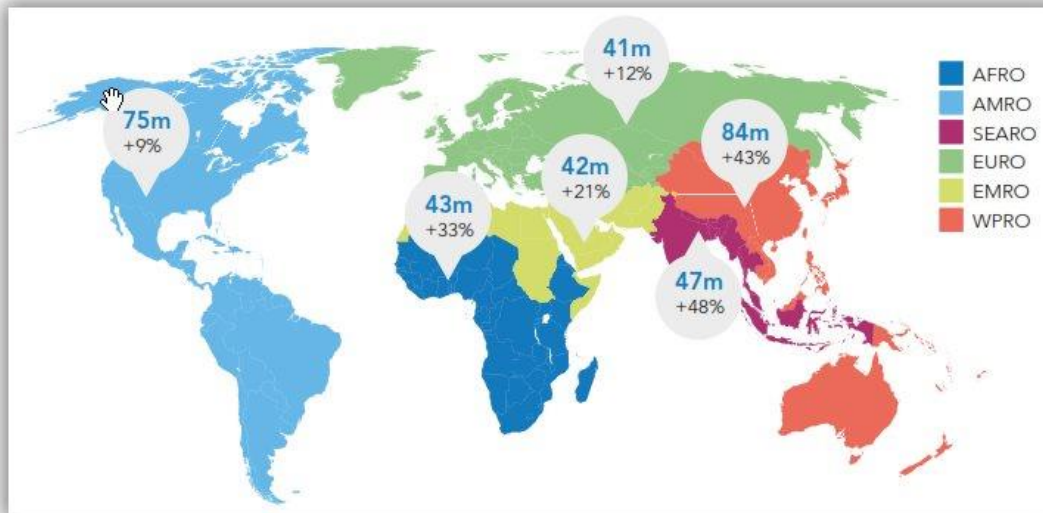 41m
+12%
75m
+9%
84m
+43%
42m
+21%
43m
+33%
47m
+48%
AFRO
AMRO
SEARO
EURO
EMRO
WPRO